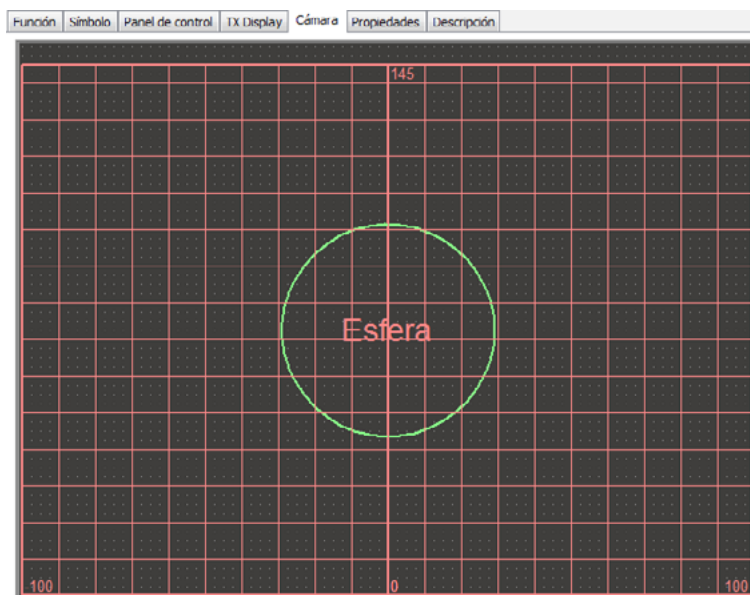 Función Símbolo Panel de control TX Display Cámara Propiedades Descripción
145
Esfera
100 0 100